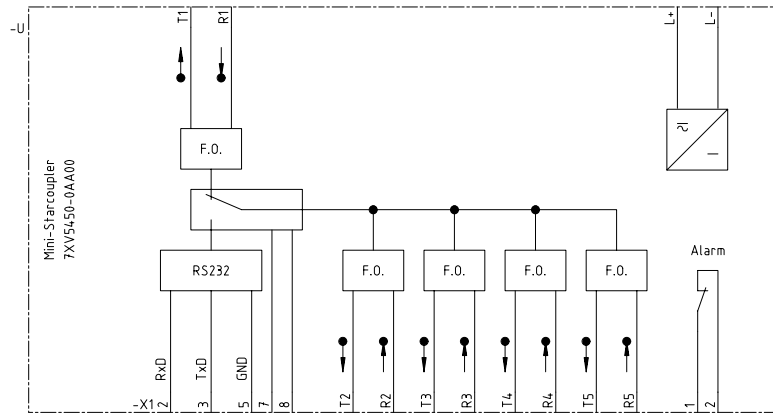 -U
T1
R1
L+
L-
F.O.
Mini-Starcoupler
7XV5450-0AA00
RS232
F.O.
F.O.
F.O.
F.O.
Alarm
RxD
TxD
GND
T2
R2
T3
R3
T4
R4
T5
R5
-X1
2
3
5
7
8
1
2